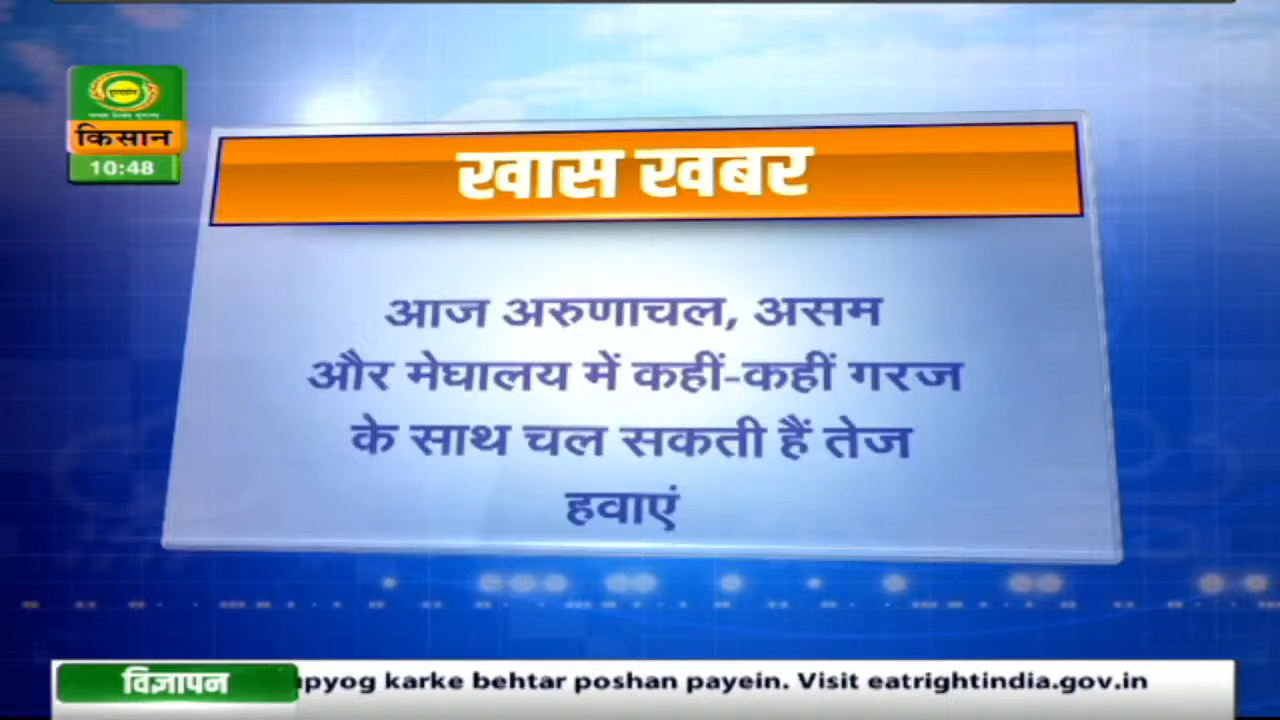 किसान
10:48
खास खबर
आज अरुणाचल, असम
और मेघालय में कहीं-कहीं गरज
के साथ चल सकती हैं तेज
हवाएं
विज्ञापन
pyog karke behtar poshan payein. Visit eatrightindia.gov.in